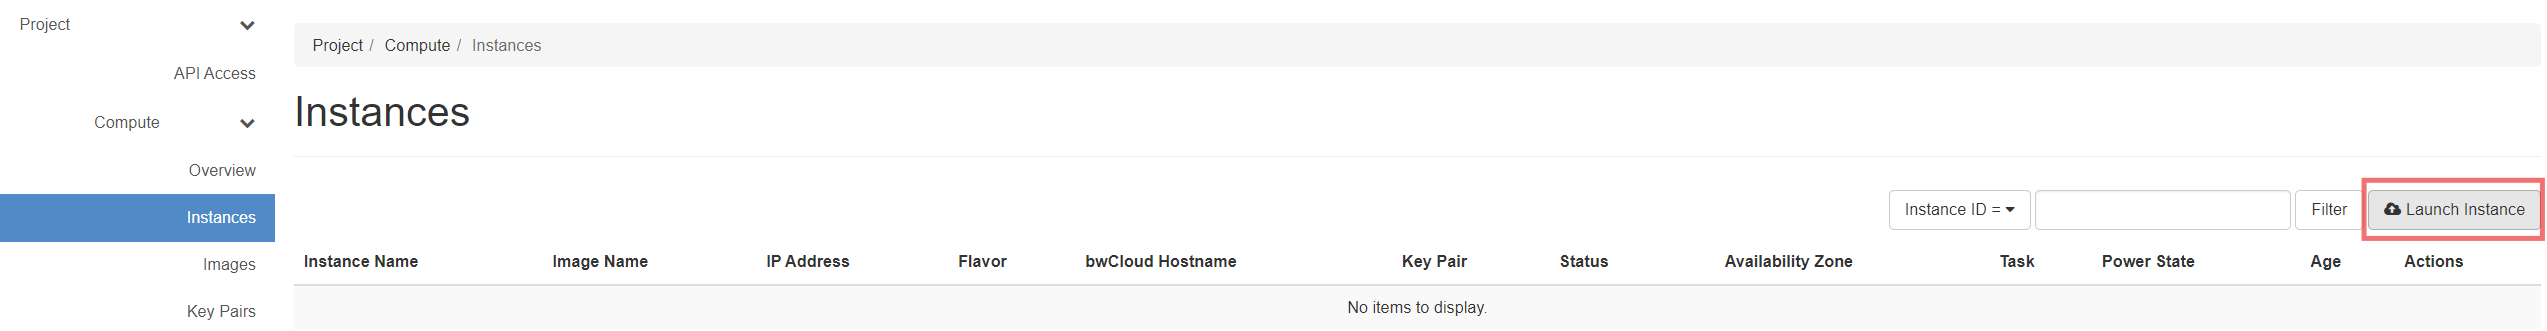 Project
API Access
Compute
Overview
Instances
Images
Key Pairs
Project / Compute / Instances
Instances
Instance ID = Filter Launch Instance
Instance Name Image Name IP Address Flavor bwCloud Hostname Key Pair Status Availability Zone Task Power State Age Actions
No items to display.